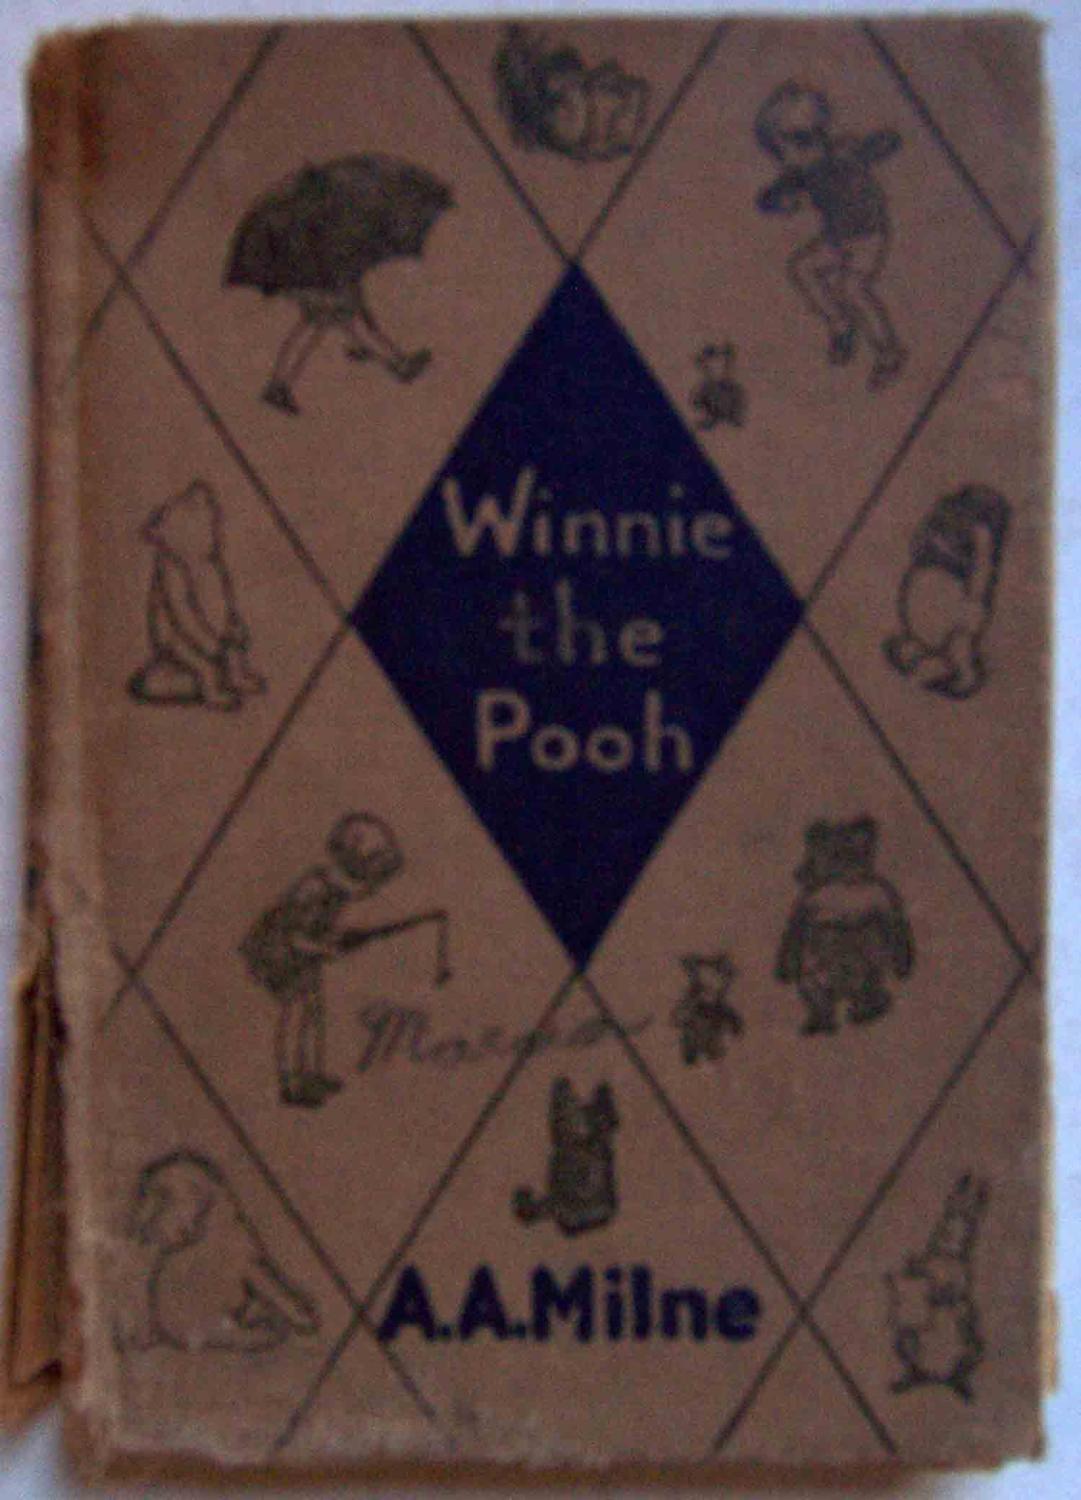 Winnie
the
Pooh
A.A.Milne